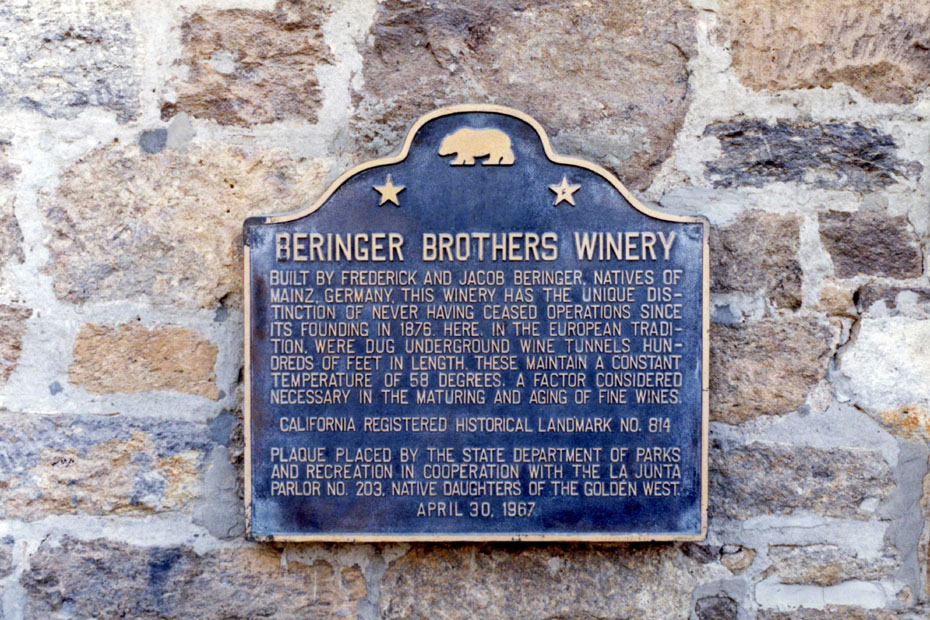 BERINGER BROTHERS WINERY
BUILT BY FREDERICK AND JACOB BERINGER, NATIVES OF
MAINZ, GERMANY, THIS WINERY HAS THE UNIQUE DIS-
TINCTION OF NEVER HAVING CEASED OPERATIONS SINCE
ITS FOUNDING IN 1876. HERE, IN THE EUROPEAN TRADI-
TION, WERE DUG UNDERGROUND WINE TUNNELS HUN-
DREDS OF FEET IN LENGTH. THESE MAINTAIN A CONSTANT
TEMPERATURE OF 58 DEGREES, A FACTOR CONSIDERED
NECESSARY IN THE MATURING AND AGING OF FINE WINES.
CALIFORNIA REGISTERED HISTORICAL LANDMARK NO. 814
PLAQUE PLACED BY THE STATE DEPARTMENT OF PARKS
AND RECREATION IN COOPERATION WITH THE LA JUNTA
PARLOR NO. 203, NATIVE DAUGHTERS OF THE GOLDEN WEST.
APRIL 30, 1967